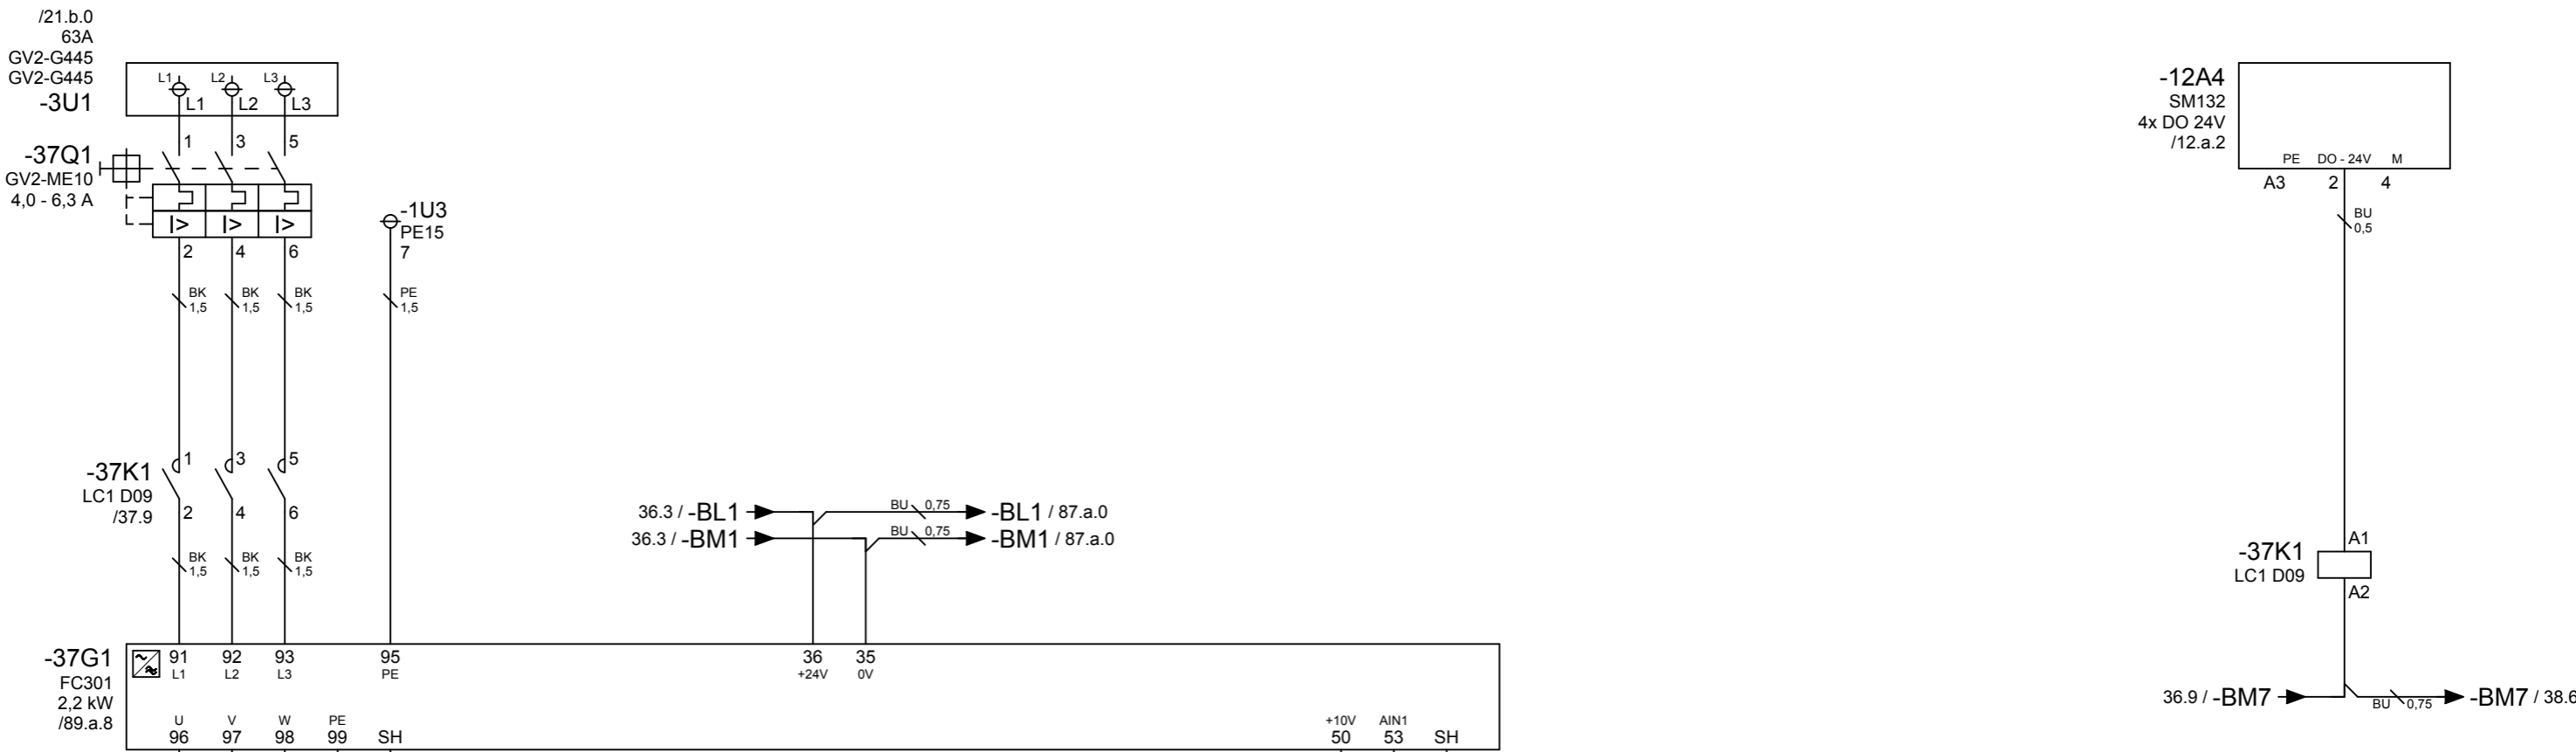 /21.b.0
63A
GV2-G445
GV2-G445
-3U1
L1 L2 L3
L1 L2 L3
-37Q1
GV2-ME10
4,0 - 6,3 A
1 3 5
|> |> |>
2 4 6
-1U3
PE15
7
BK BK BK PE
1,5 1,5 1,5 1,5
-37K1
LC1 D09
/37.9
1 3 5
2 4 6
BK BK BK
1,5 1,5 1,5
36.3 / -BL1 BU 0,75 -BL1 / 87.a.0
36.3 / -BM1 BU 0,75 -BM1 / 87.a.0
-37G1
FC301
2,2 kW
/89.a.8
91 92 93 95 36 35
L1 L2 L3 PE +24V 0V
U V W PE +10V AIN1
96 97 98 99 SH 50 53 SH
-12A4
SM132
4x DO 24V
/12.a.2
PE DO - 24V M
A3 2 4
BU
0,5
-37K1
LC1 D09
A1
A2
36.9 / -BM7 BU 0,75 -BM7 / 38.6